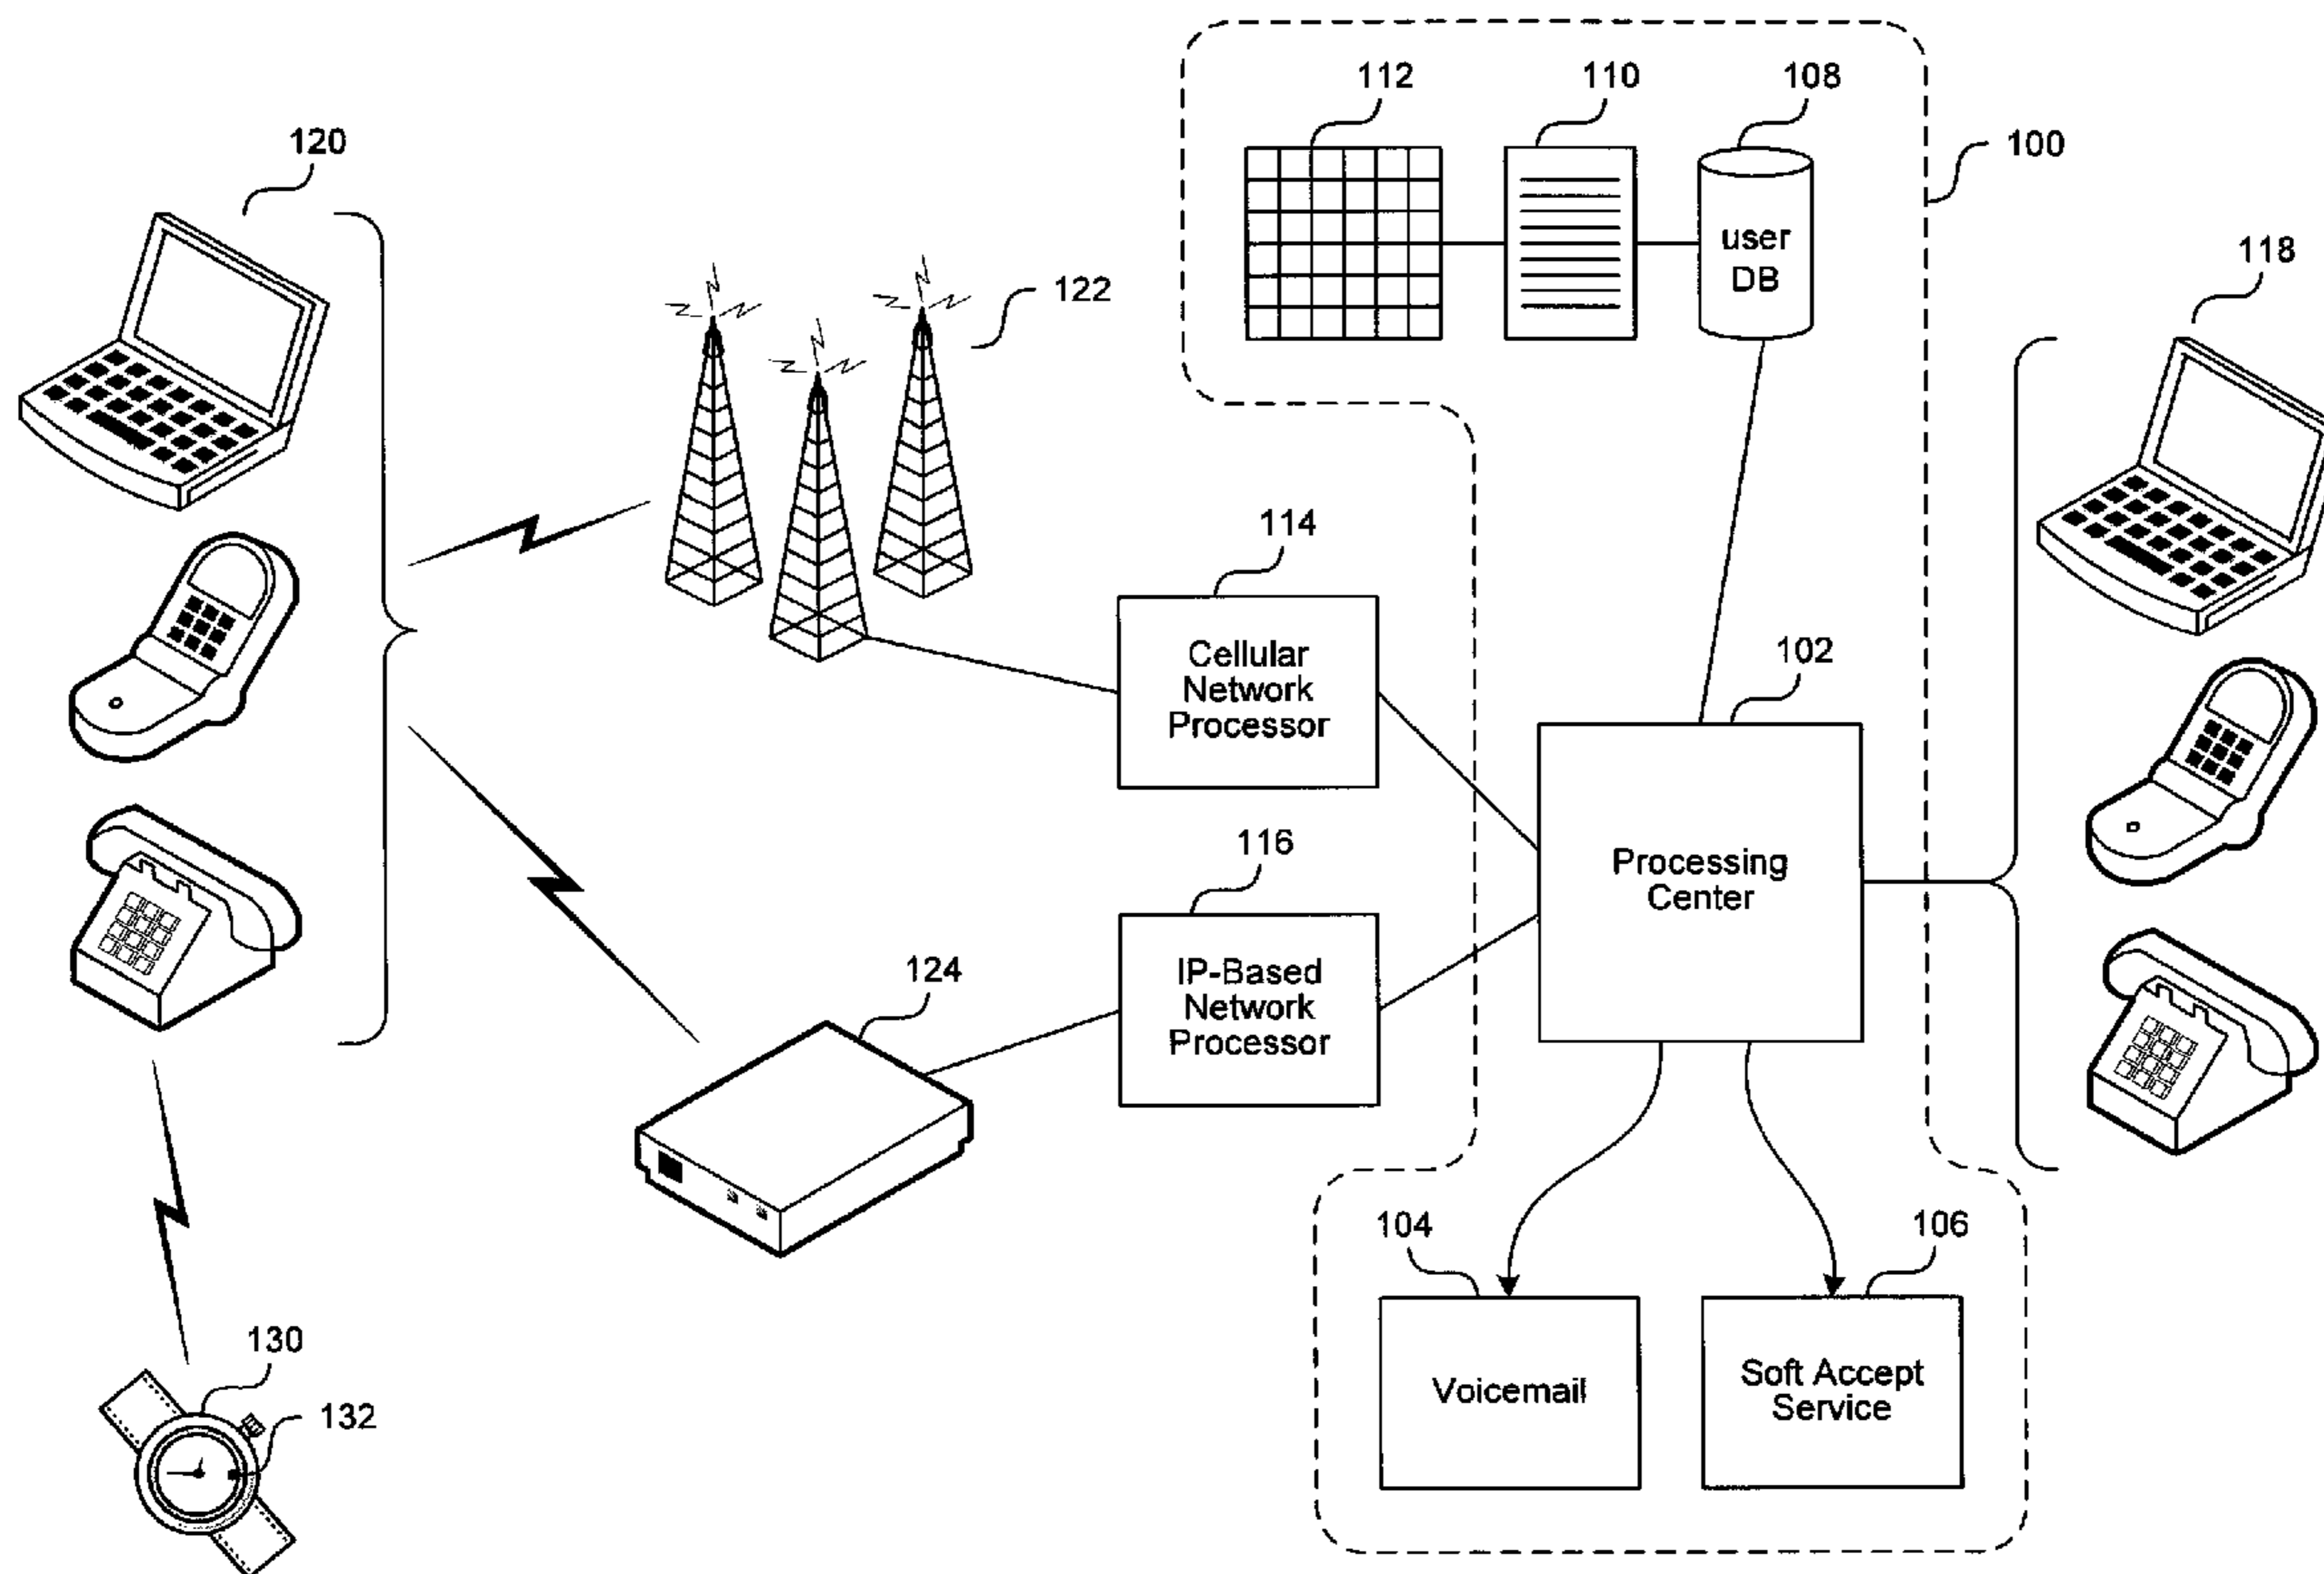 112
110
108
120
100
user
DB
118
122
114
Cellular
Network
Processor
102
116
Processing
Center
IP-Based
Network
Processor
124
104
106
130
132
Voicemail
Soft Accept
Service